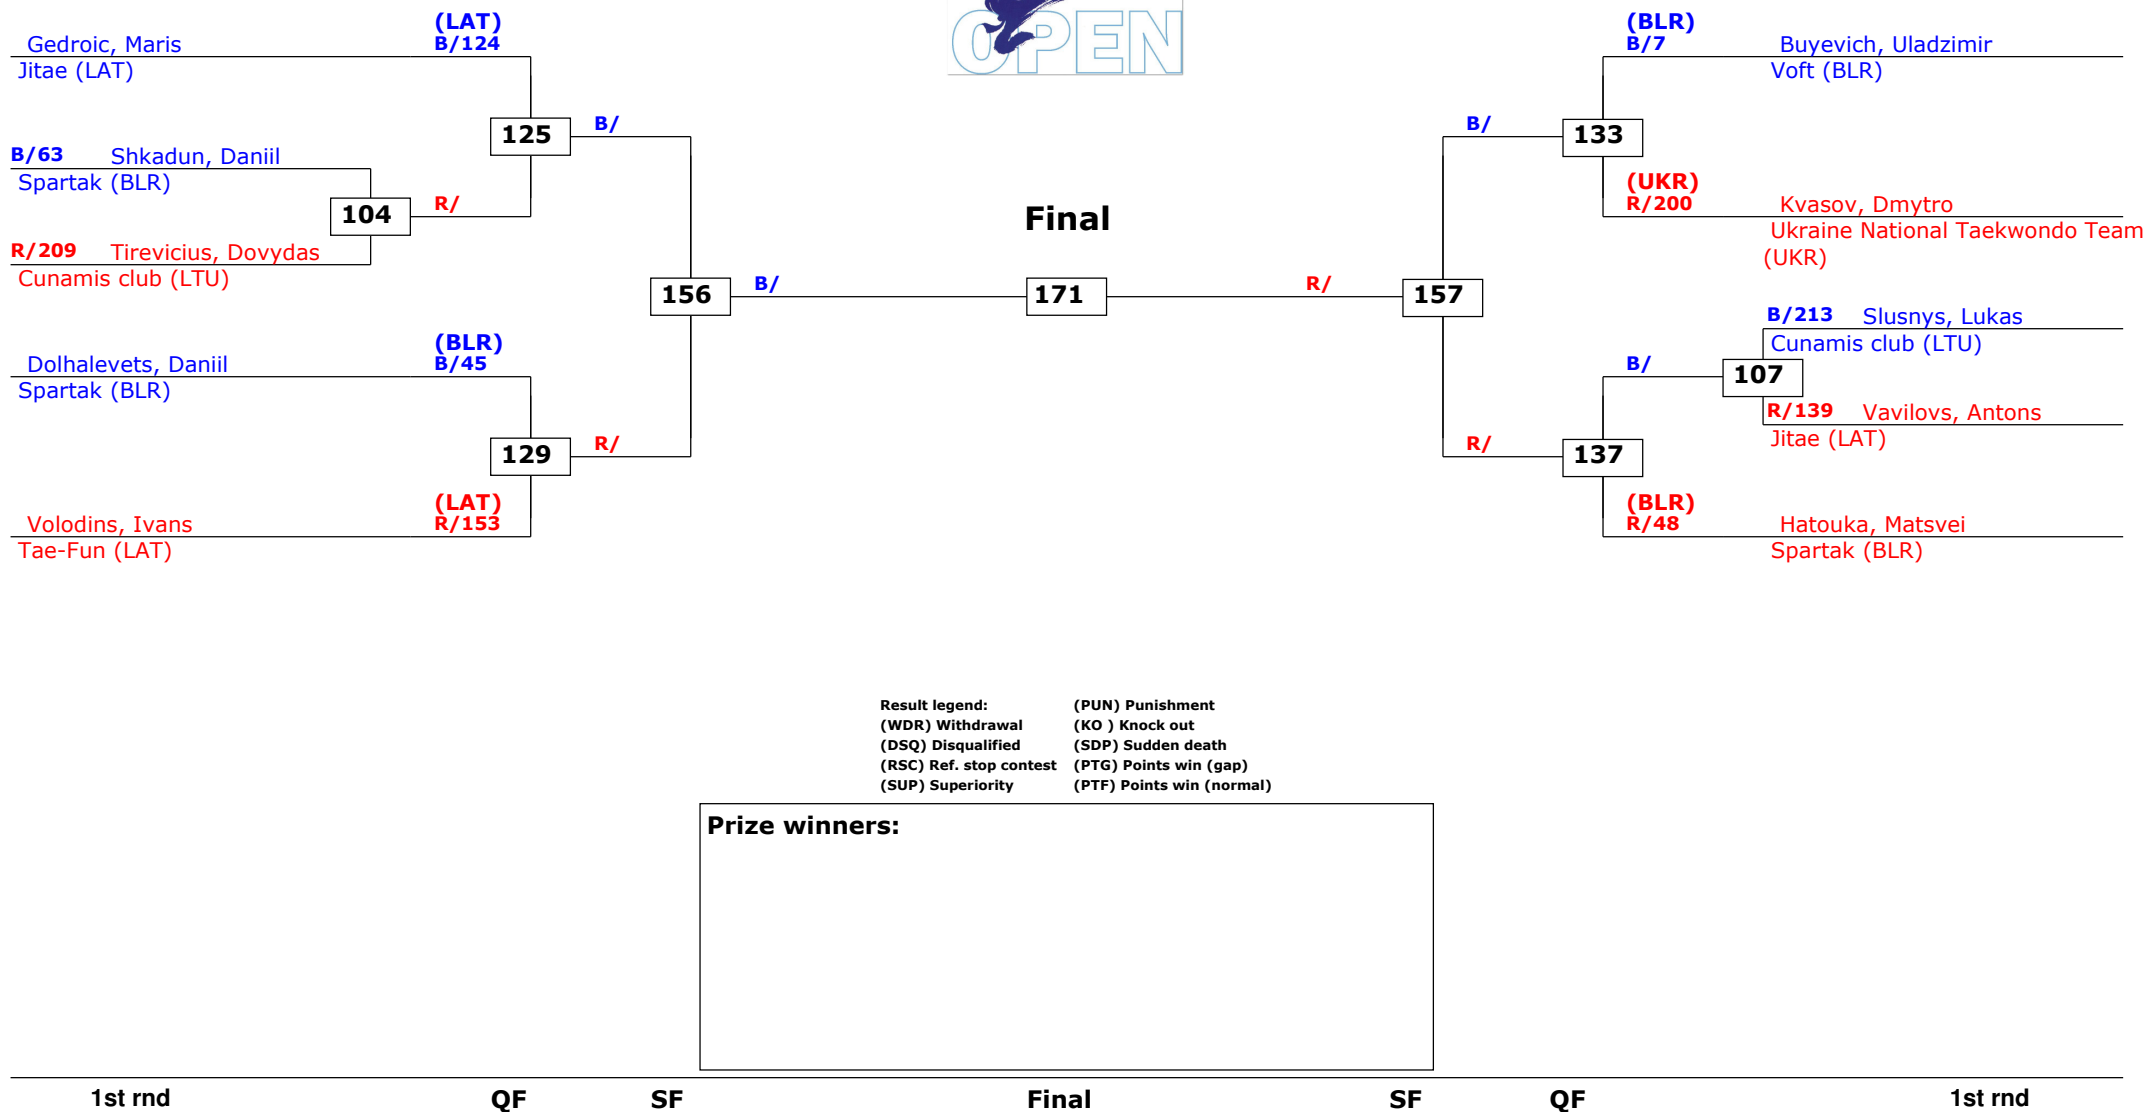 OPEN
(LAT)
Gedroic, Maris B/124
Jitae (LAT)
125
B/
B/63 Shkadun, Daniil
Spartak (BLR)
104
R/
R/209 Tirevicius, Dovydas
Cunamis club (LTU)
156
B/
(BLR)
Dolhalevets, Daniil B/45
Spartak (BLR)
129
R/
(LAT)
Volodins, Ivans R/153
Tae-Fun (LAT)
Final
171
(BLR)
B/7 Buyevich, Uladzimir
Voft (BLR)
B/
133
(UKR)
R/200 Kvasov, Dmytro
Ukraine National Taekwondo Team
(UKR)
R/
157
B/213 Slusnys, Lukas
Cunamis club (LTU)
B/
107
R/139 Vavilovs, Antons
Jitae (LAT)
R/
137
(BLR)
R/48 Hatouka, Matsvei
Spartak (BLR)
Result legend: (PUN) Punishment
(WDR) Withdrawal (KO ) Knock out
(DSQ) Disqualified (SDP) Sudden death
(RSC) Ref. stop contest (PTG) Points win (gap)
(SUP) Superiority (PTF) Points win (normal)
Prize winners:
1st rnd QF SF Final SF QF 1st rnd